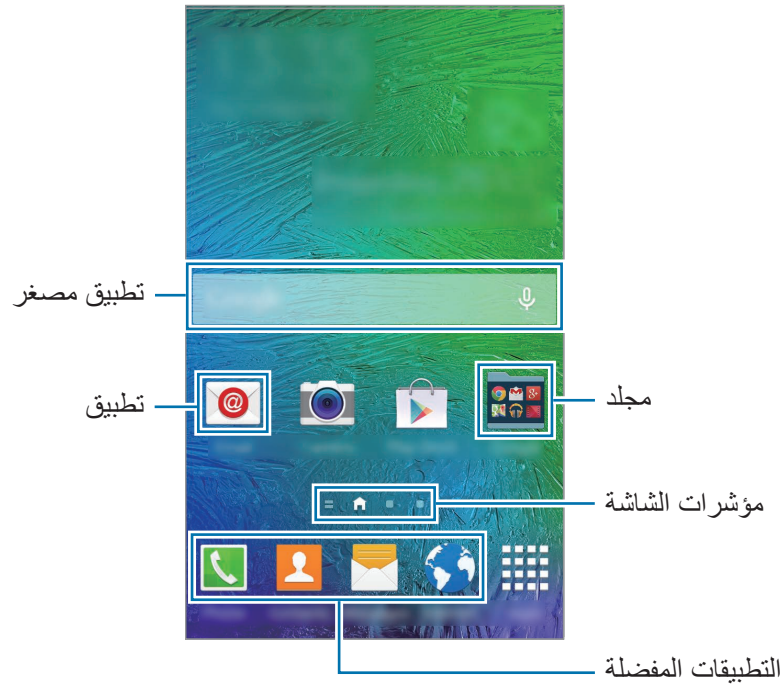 تطبيق مصغر
تطبيق
مجلد
مؤشرات الشاشة
التطبيقات المفضلة